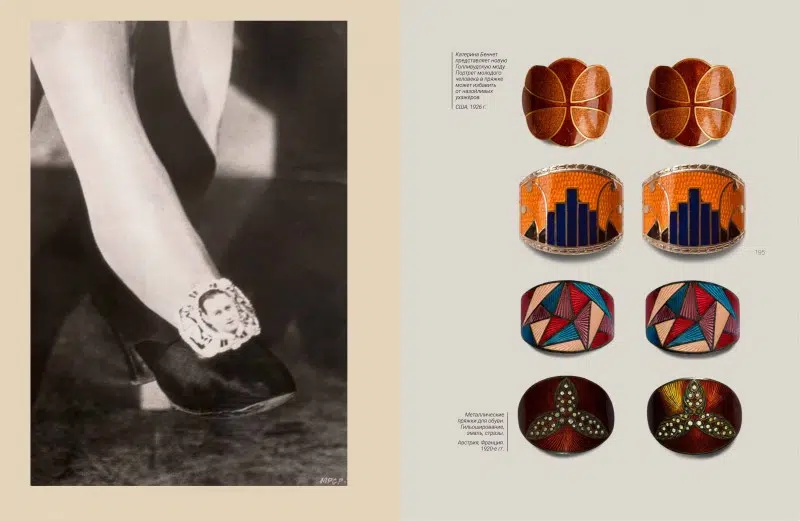 Катерина Беннет
представляет новую
Голливудскую моду.
Портрет молодого
человека в пряжке
может избавить
от назойливых
ухажеров.
США, 1926 г.
195
Металлические
пряжки для обуви.
Гильоширование,
эмаль, стразы.
Австрия, Франция.
1920-е гг.